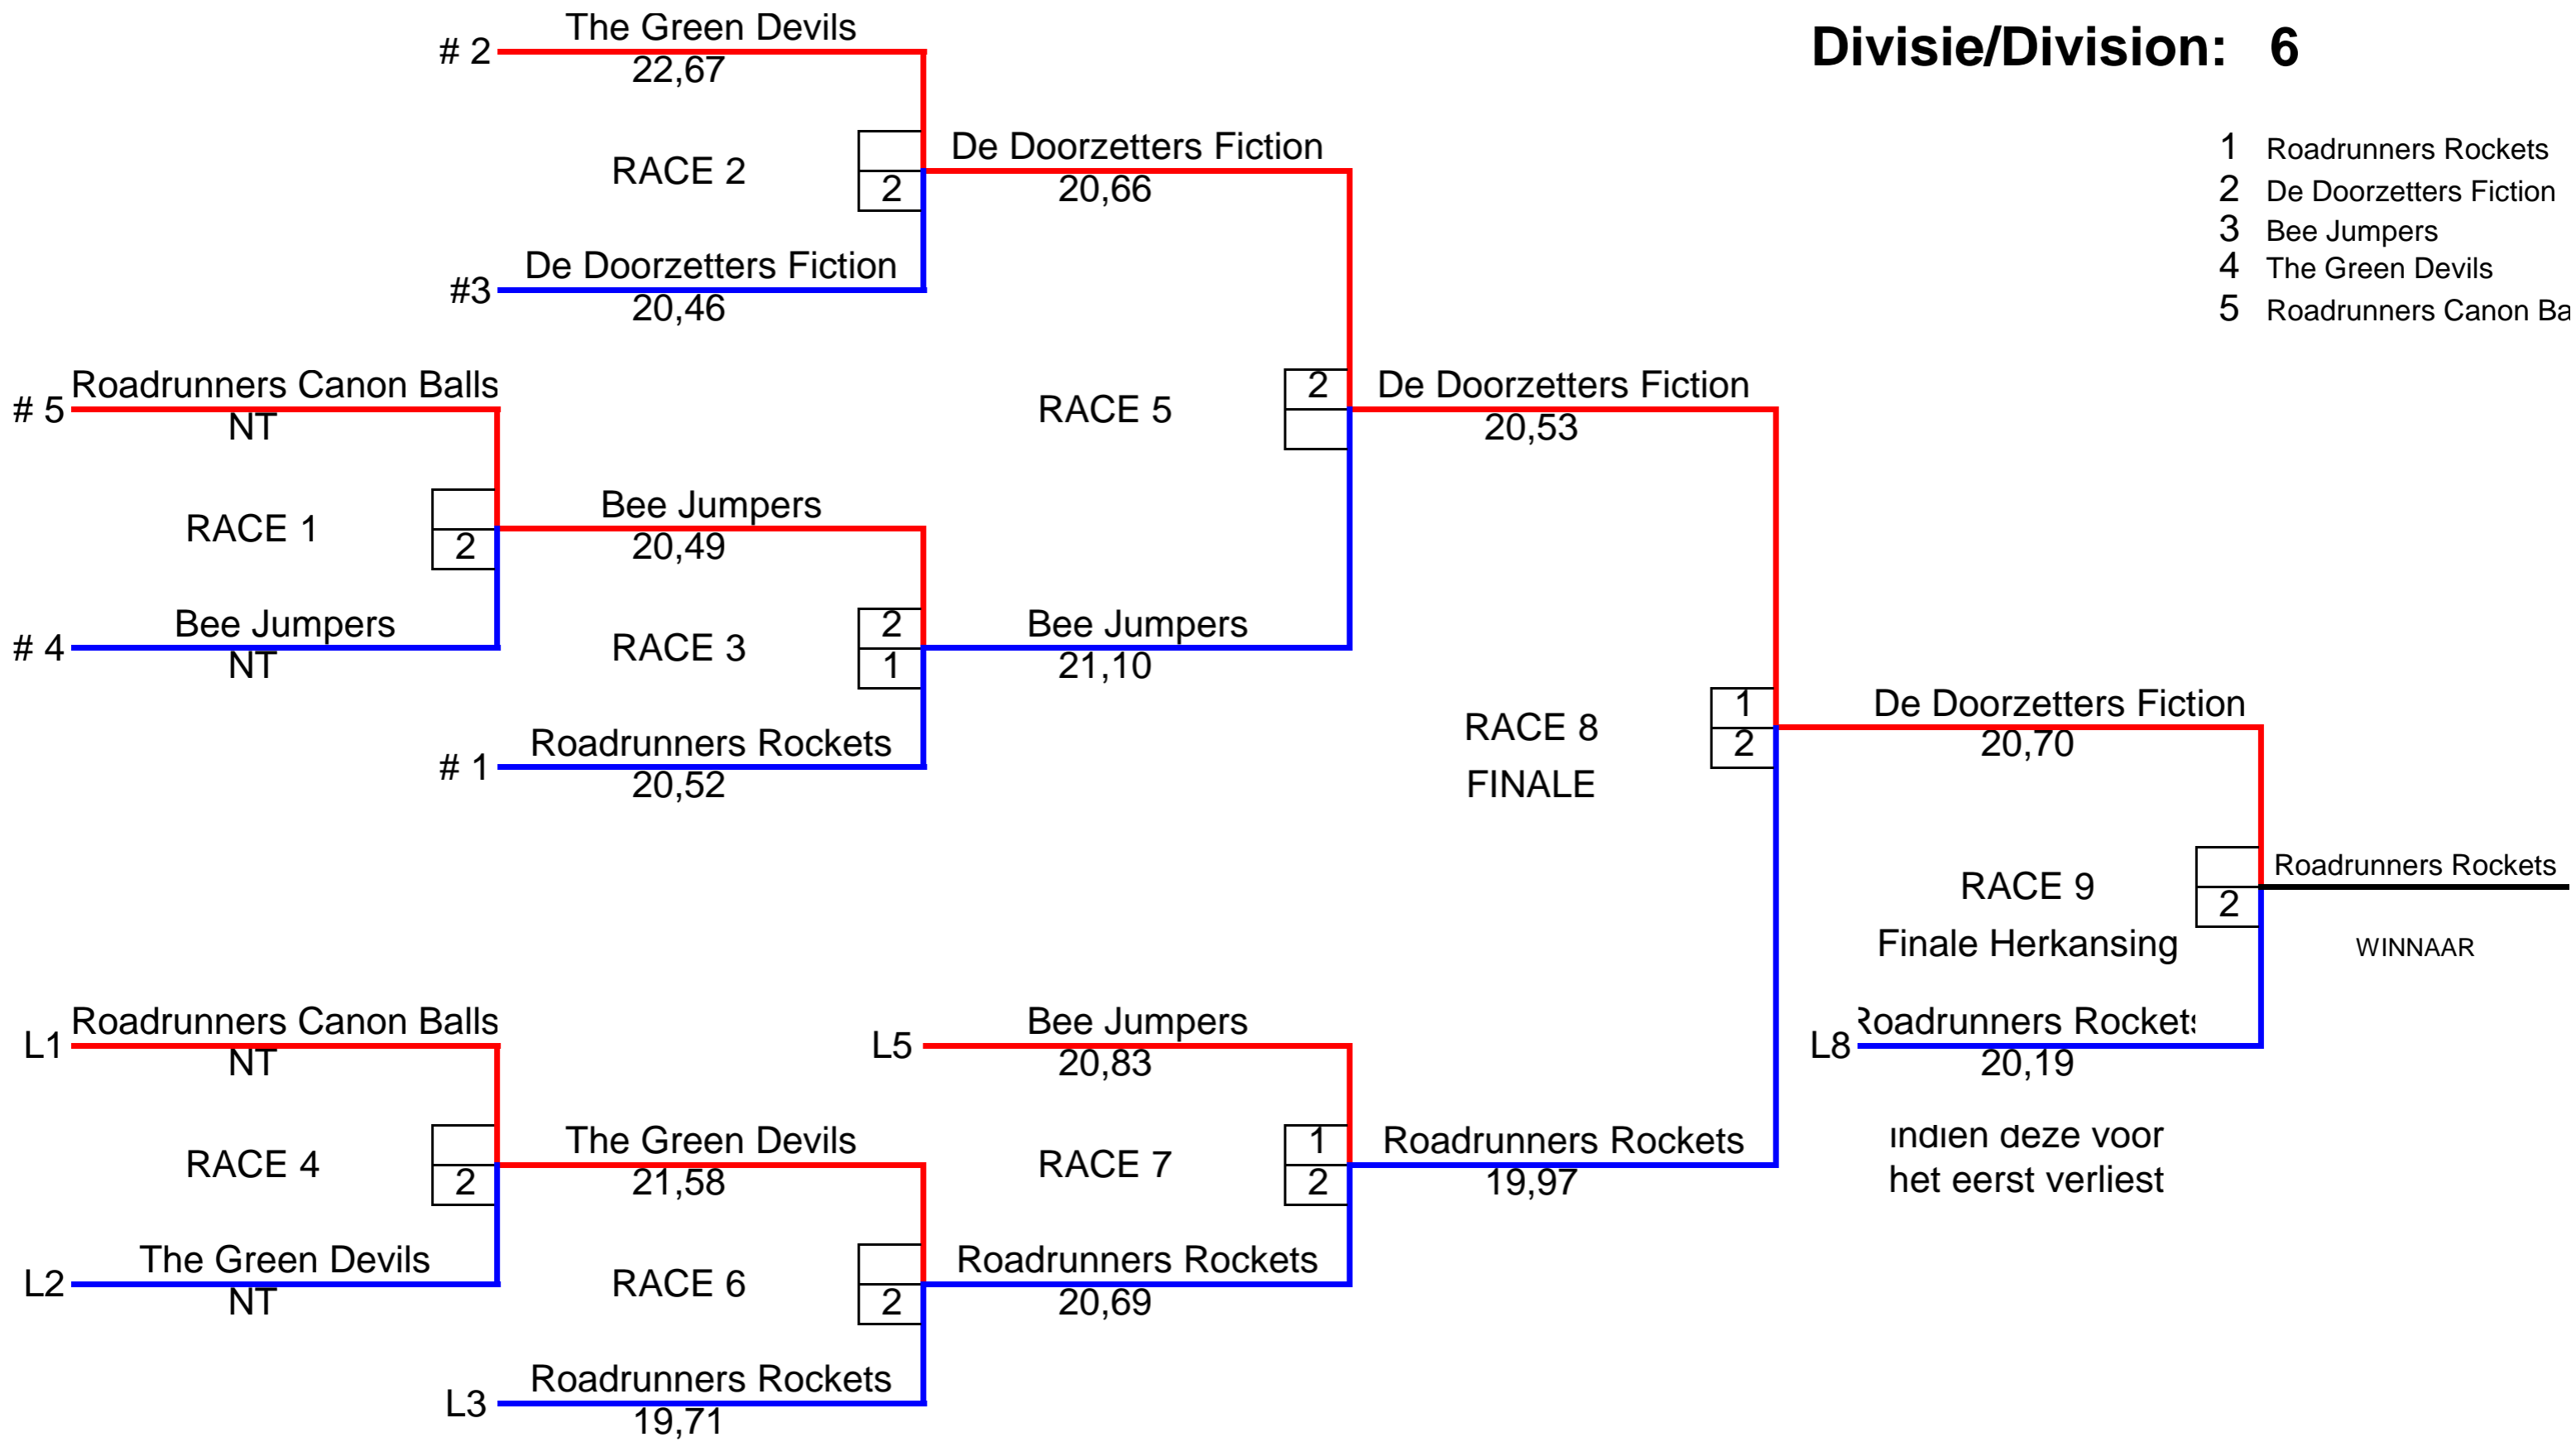 The Green Devils
# 2
22,67
Divisie/Division: 6
RACE 2
2
De Doorzetters Fiction
20,66
1 Roadrunners Rockets
2 De Doorzetters Fiction
3 Bee Jumpers
4 The Green Devils
5 Roadrunners Canon Ba
De Doorzetters Fiction
#3
20,46
Roadrunners Canon Balls
# 5
NT
RACE 5
2
De Doorzetters Fiction
20,53
RACE 1
2
Bee Jumpers
20,49
Bee Jumpers
# 4
NT
RACE 3
2
1
Bee Jumpers
21,10
Roadrunners Rockets
# 1
20,52
RACE 8
FINALE
1
2
De Doorzetters Fiction
20,70
RACE 9
Finale Herkansing
2
Roadrunners Rockets
WINNAAR
Roadrunners Canon Balls
L1
NT
Bee Jumpers
L5
20,83
Roadrunners Rockets
L8
20,19
RACE 4
2
The Green Devils
21,58
RACE 7
1
2
Roadrunners Rockets
19,97
indien deze voor
het eerst verliest
The Green Devils
L2
NT
RACE 6
2
Roadrunners Rockets
20,69
Roadrunners Rockets
L3
19,71